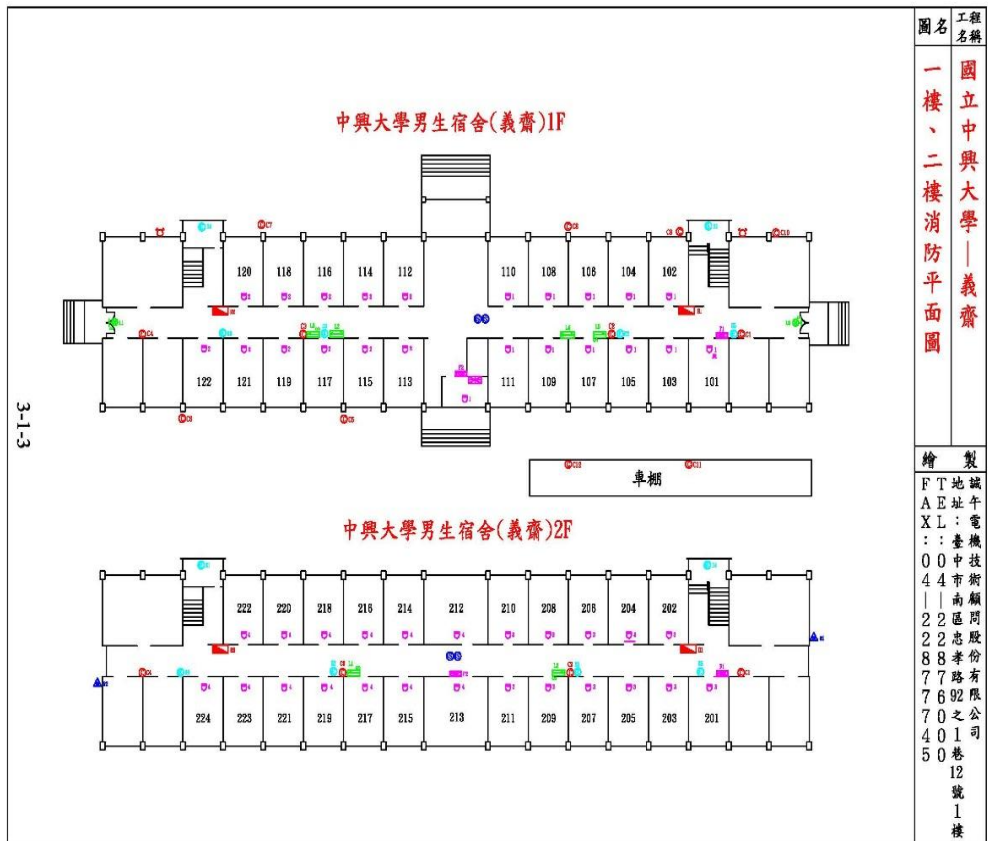 圖名
工程名稱
國立中興大學—義齋
一樓、二樓消防平面圖
中興大學男生宿舍(義齋)1F
C7
C8
C9
C10
120 118 116 114 112 110 108 106 104 102
122 121 119 117 115 113 111 109 107 105 103 101
C11
車棚
中興大學男生宿舍(義齋)2F
222 220 218 216 214 212 210 208 206 204 202
224 223 221 219 217 215 213 211 209 207 205 203 201
3-1-3
繪製
誠午電機技術顧問股份有限公司
地址:臺中市南區忠孝路92之1巷12號1樓
TEL:04—22877600
FAX:04—22877745